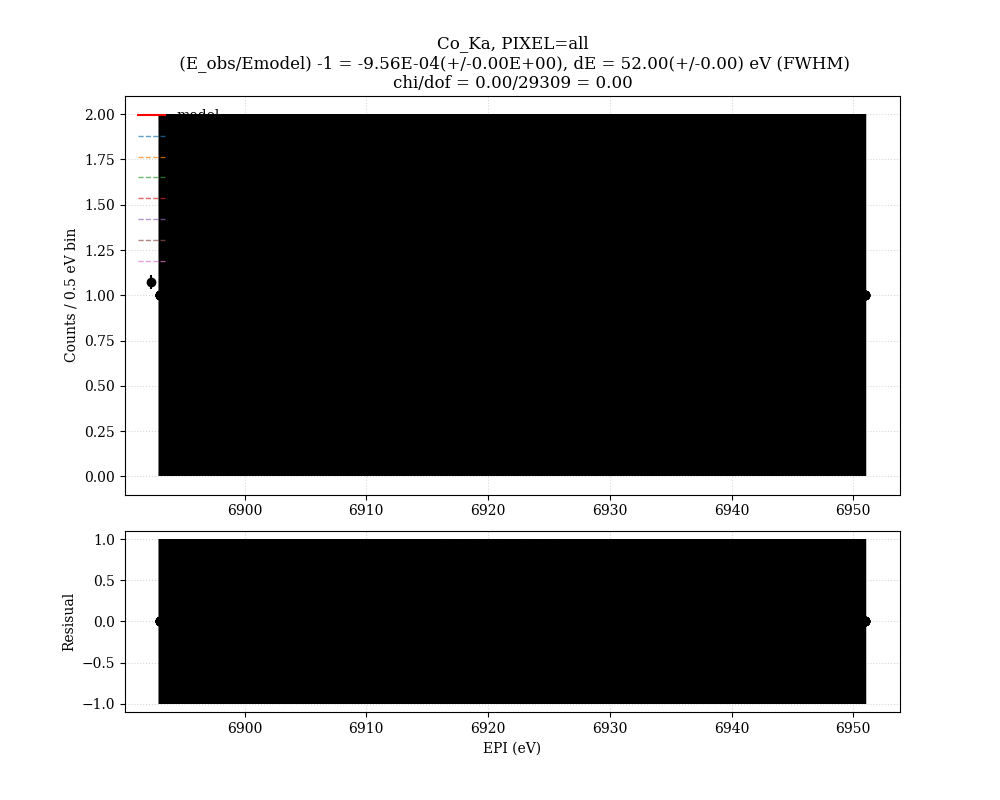 Co_Ka, PIXEL=all
(E_obs/Emodel) -1 = -9.56E-04(+/-0.00E+00), dE = 52.00(+/-0.00) eV (FWHM)
chi/dof = 0.00/29309 = 0.00
model
2.00
1.75
1.50
1.25
1.00
0.75
0.50
0.25
0.00
Counts / 0.5 eV bin
6900 6910 6920 6930 6940 6950
1.0
0.5
0.0
−0.5
−1.0
Resisual
6900 6910 6920 6930 6940 6950
EPI (eV)